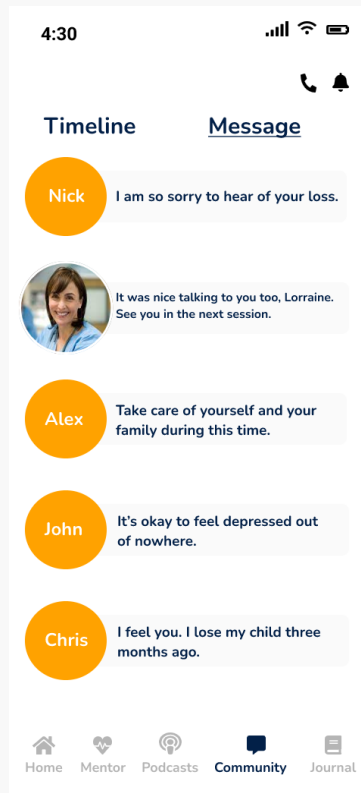 4:30
Timeline Message
Nick
I am so sorry to hear of your loss.
It was nice talking to you too, Lorraine.
See you in the next session.
Alex
Take care of yourself and your
family during this time.
John
It's okay to feel depressed out
of nowhere.
Chris
I feel you. I lose my child three
months ago.
Home Mentor Podcasts Community Journal